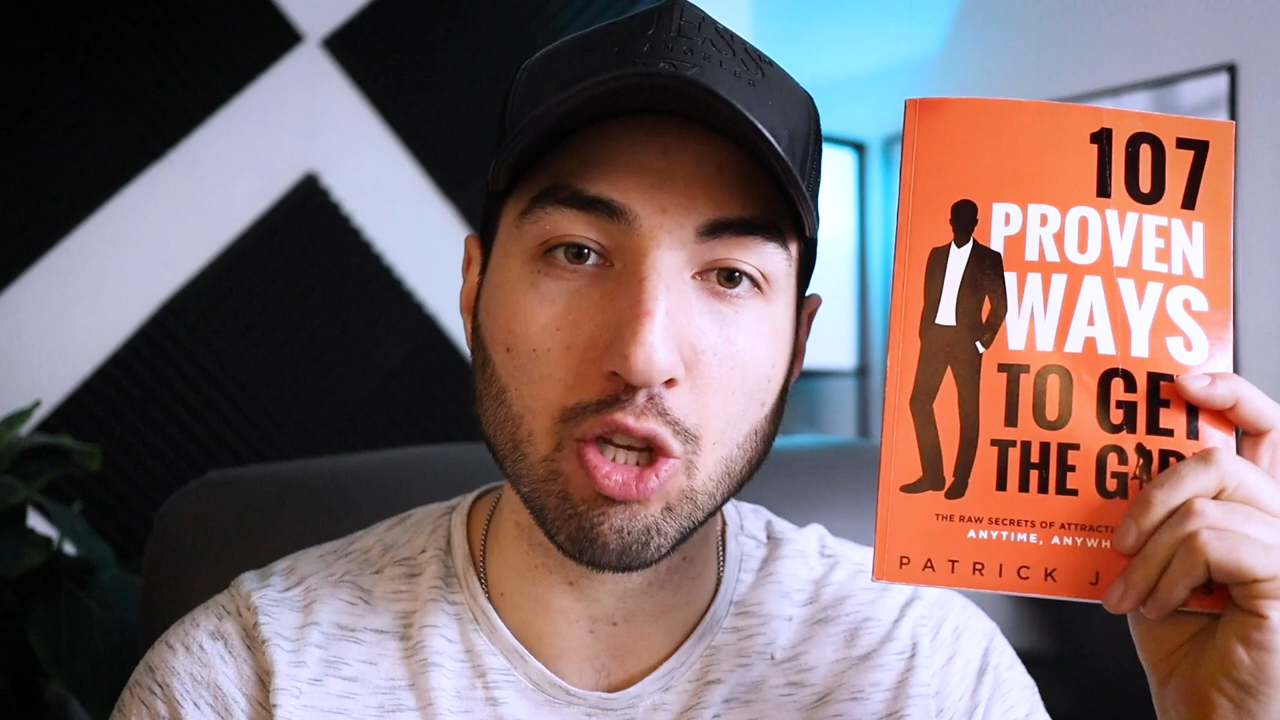 107
PROVEN
WAYS
TO GET
THE
THE RAW SECRETS OF
ANYTIME,
PATRICK J